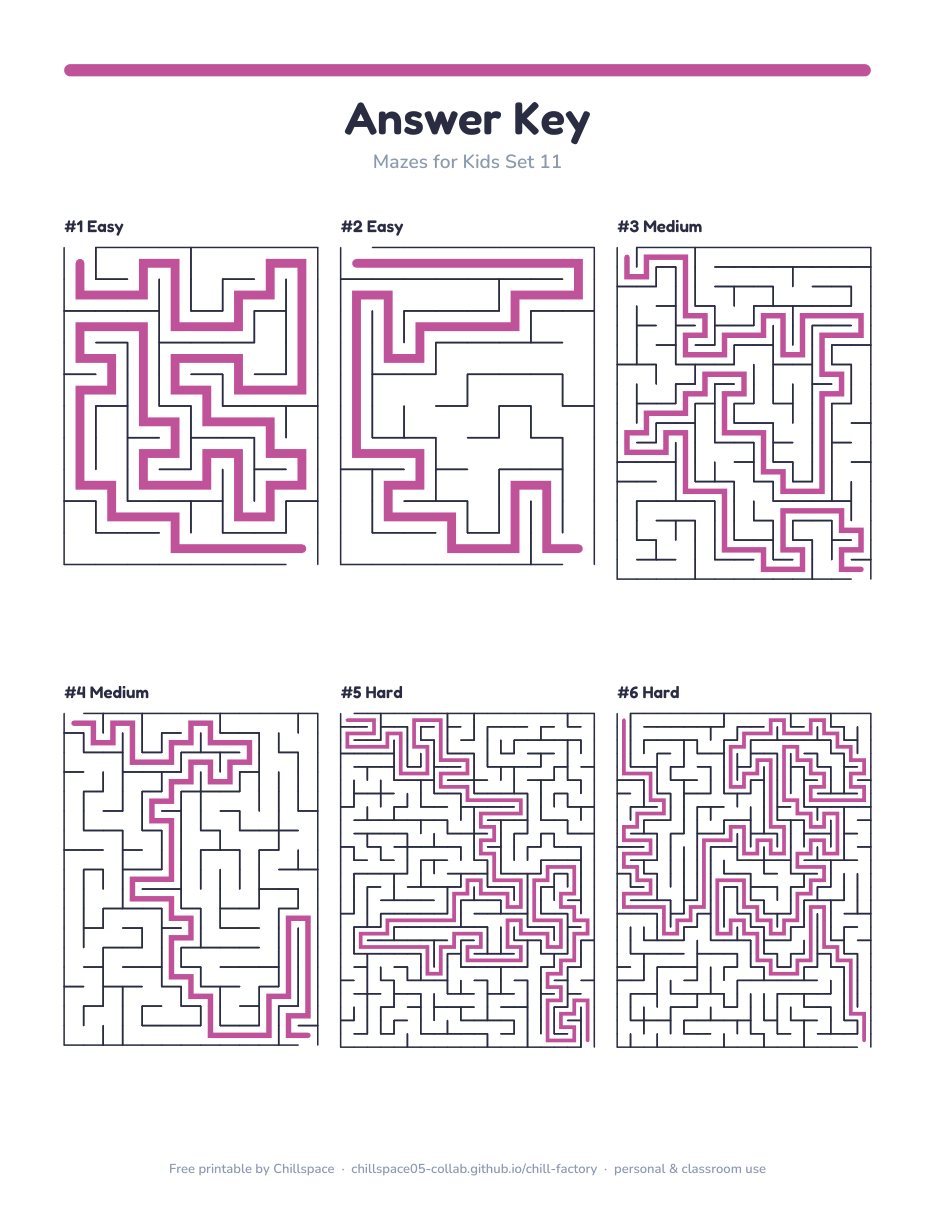 Answer Key
Mazes for Kids Set 11
#1 Easy
#2 Easy
#3 Medium
#4 Medium
#5 Hard
#6 Hard
Free printable by Chillspace · chillspace05-collab.github.io/chill-factory · personal & classroom use